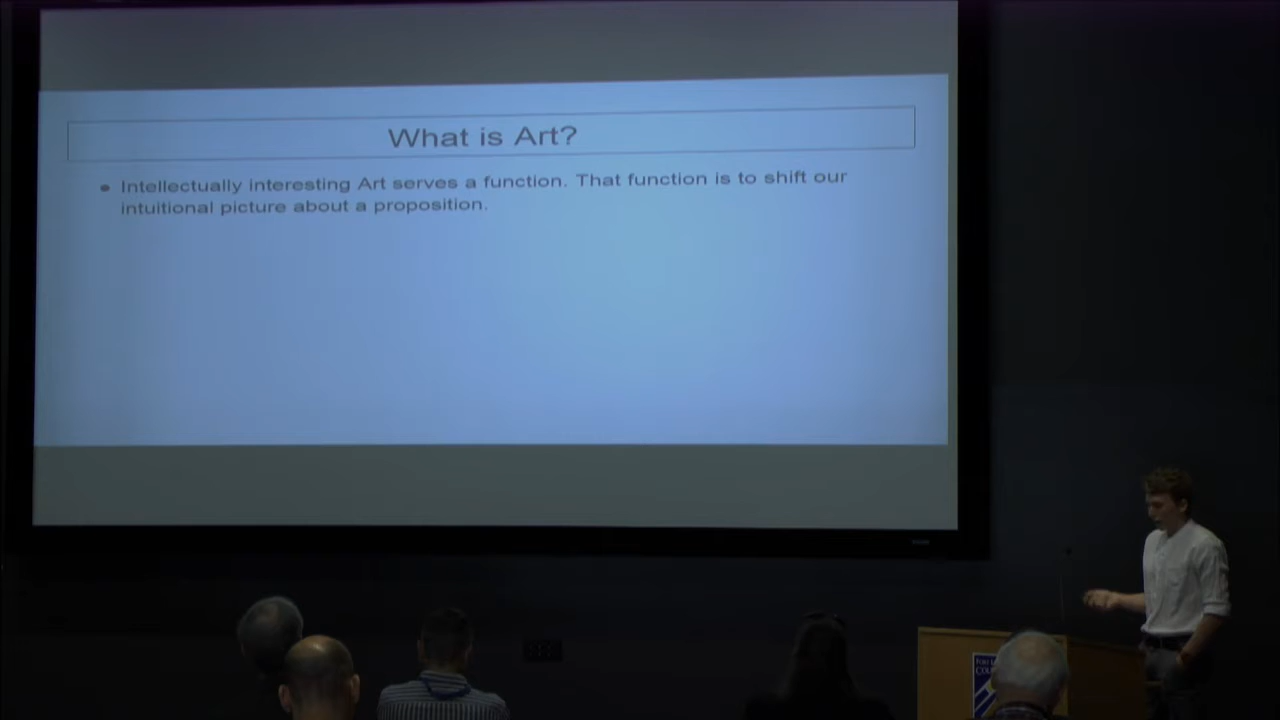 What is Art?
Intellectually interesting Art serves a function. That function is to shift our
intuitional picture about a proposition.